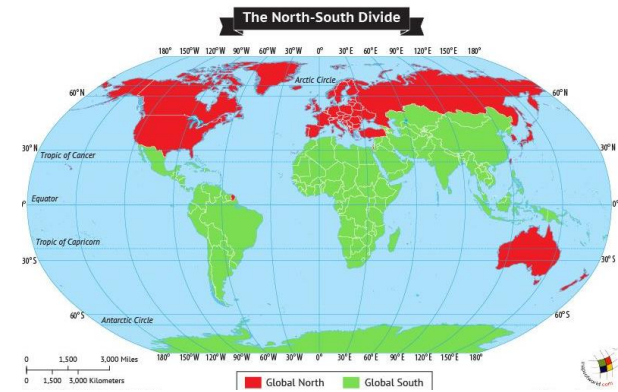 The North-South Divide
180° 150°W 120°W 90°W 60°W 30°W 0° 30°E 60°E 90°E 120°E 150°E 180°
Arctic Circle
60°N 60°N
30°N 30°N
Tropic of Cancer
Equator
0° 0°
Tropic of Capricorn
30°S 30°S
60°S 60°S
Antarctic Circle
180° 150°W 120°W 90°W 60°W 30°W 0° 30°E 60°E 90°E 120°E 150°E 180°
0 1,500 3,000 Miles
0 1,500 3,000 Kilometers
Global North Global South